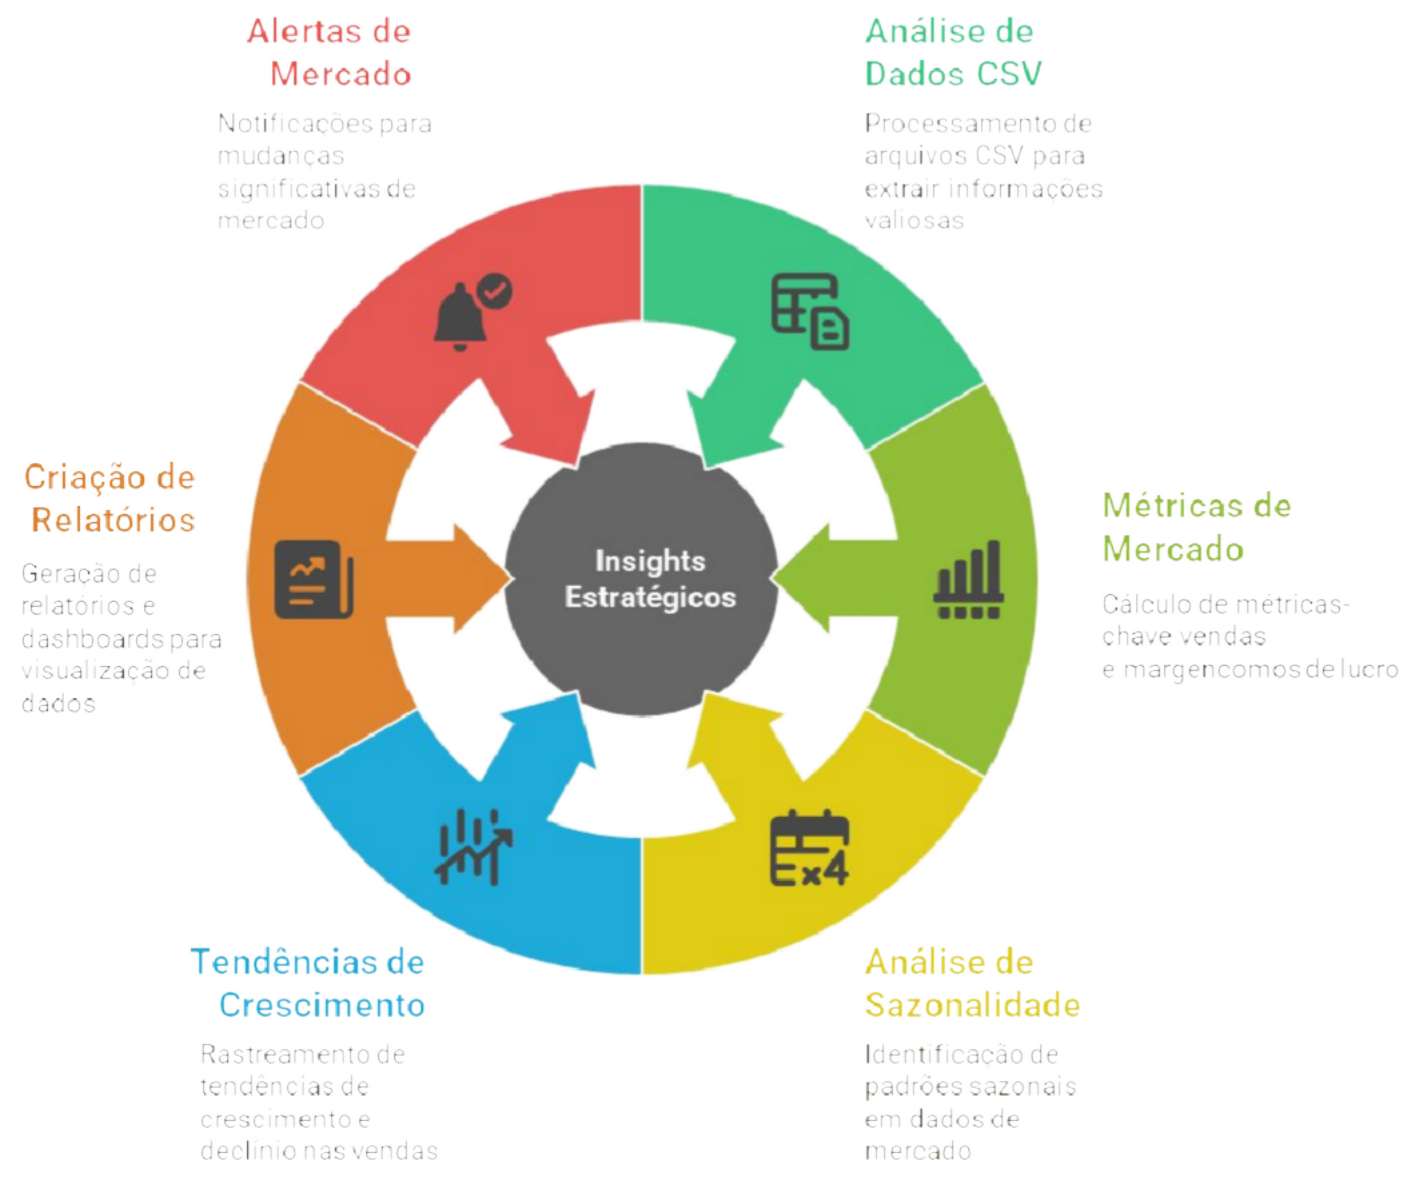 Alertas de
Mercado
Notificações para
mudanças
significativas de
mercado
Análise de
Dados CSV
Processamento de
arquivos CSV para
extrair informações
valiosas
Métricas de
Mercado
Cálculo de métricas-
chave vendas
e margencomos de lucro
Análise de
Sazonalidade
Identificação de
padrões sazonais
em dados de
mercado
Tendências de
Crescimento
Rastreamento de
tendências de
crescimento e
declínio nas vendas
Criação de
Relatórios
Geração de
relatórios e
dashboards para
visualização de
dados
Insights
Estratégicos
x4